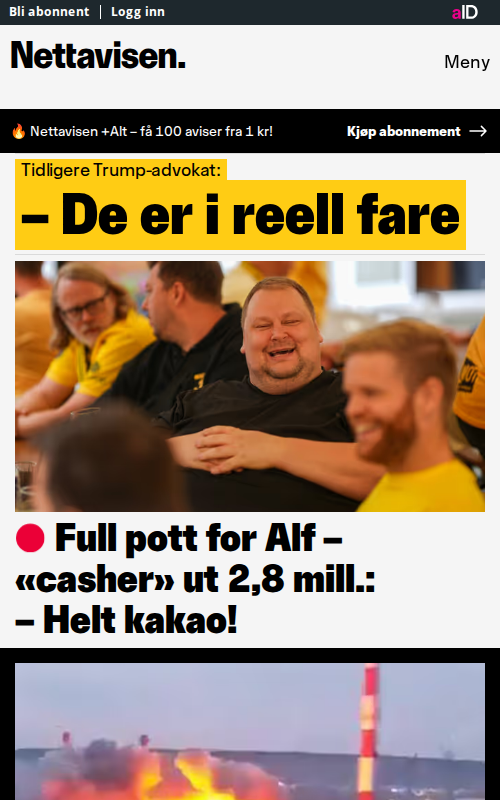 Bli abonnent | Logg inn
aID
Nettavisen.
Meny
🔥 Nettavisen +Alt – få 100 aviser fra 1 kr!
Kjøp abonnement →
Tidligere Trump-advokat:
– De er i reell fare
Full pott for Alf –
«casher» ut 2,8 mill.:
– Helt kakao!